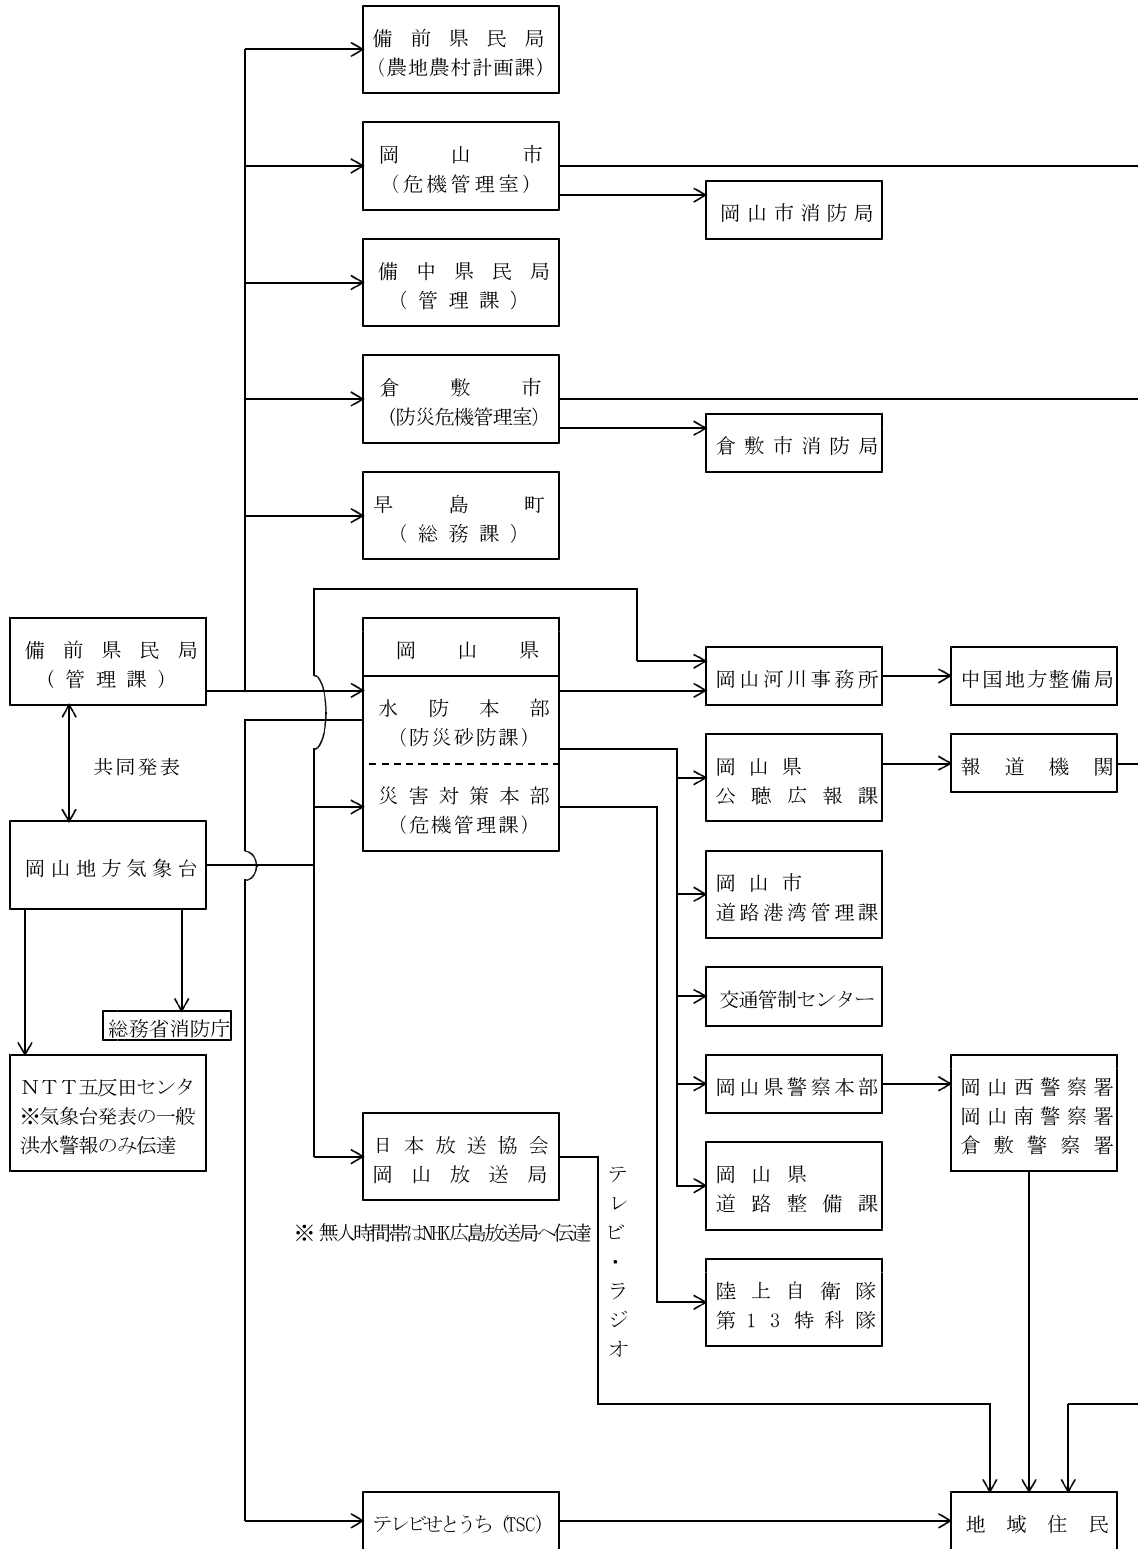 備前県民局
(農地農村計画課)
岡山市
(危機管理室)
岡山市消防局
備中県民局
(管理課)
倉敷市
(防災危機管理室)
倉敷市消防局
早島町
(総務課)
備前県民局
(管理課)
共同発表
岡山地方気象台
総務省消防庁
NTT五反田センタ
※気象台発表の一般
洪水警報のみ伝達
岡山県
水防本部
(防災砂防課)
災害対策本部
(危機管理課)
岡山河川事務所
中国地方整備局
岡山県
公聴広報課
報道機関
岡山市
道路港湾管理課
交通管制センター
岡山県警察本部
岡山西警察署
岡山南警察署
倉敷警察署
日本放送協会
岡山放送局
※無人時間帯はNHK広島放送局へ伝達
テレビ・ラジオ
岡山県
道路整備課
陸上自衛隊
第13特科隊
テレビせとうち(TSC)
地域住民